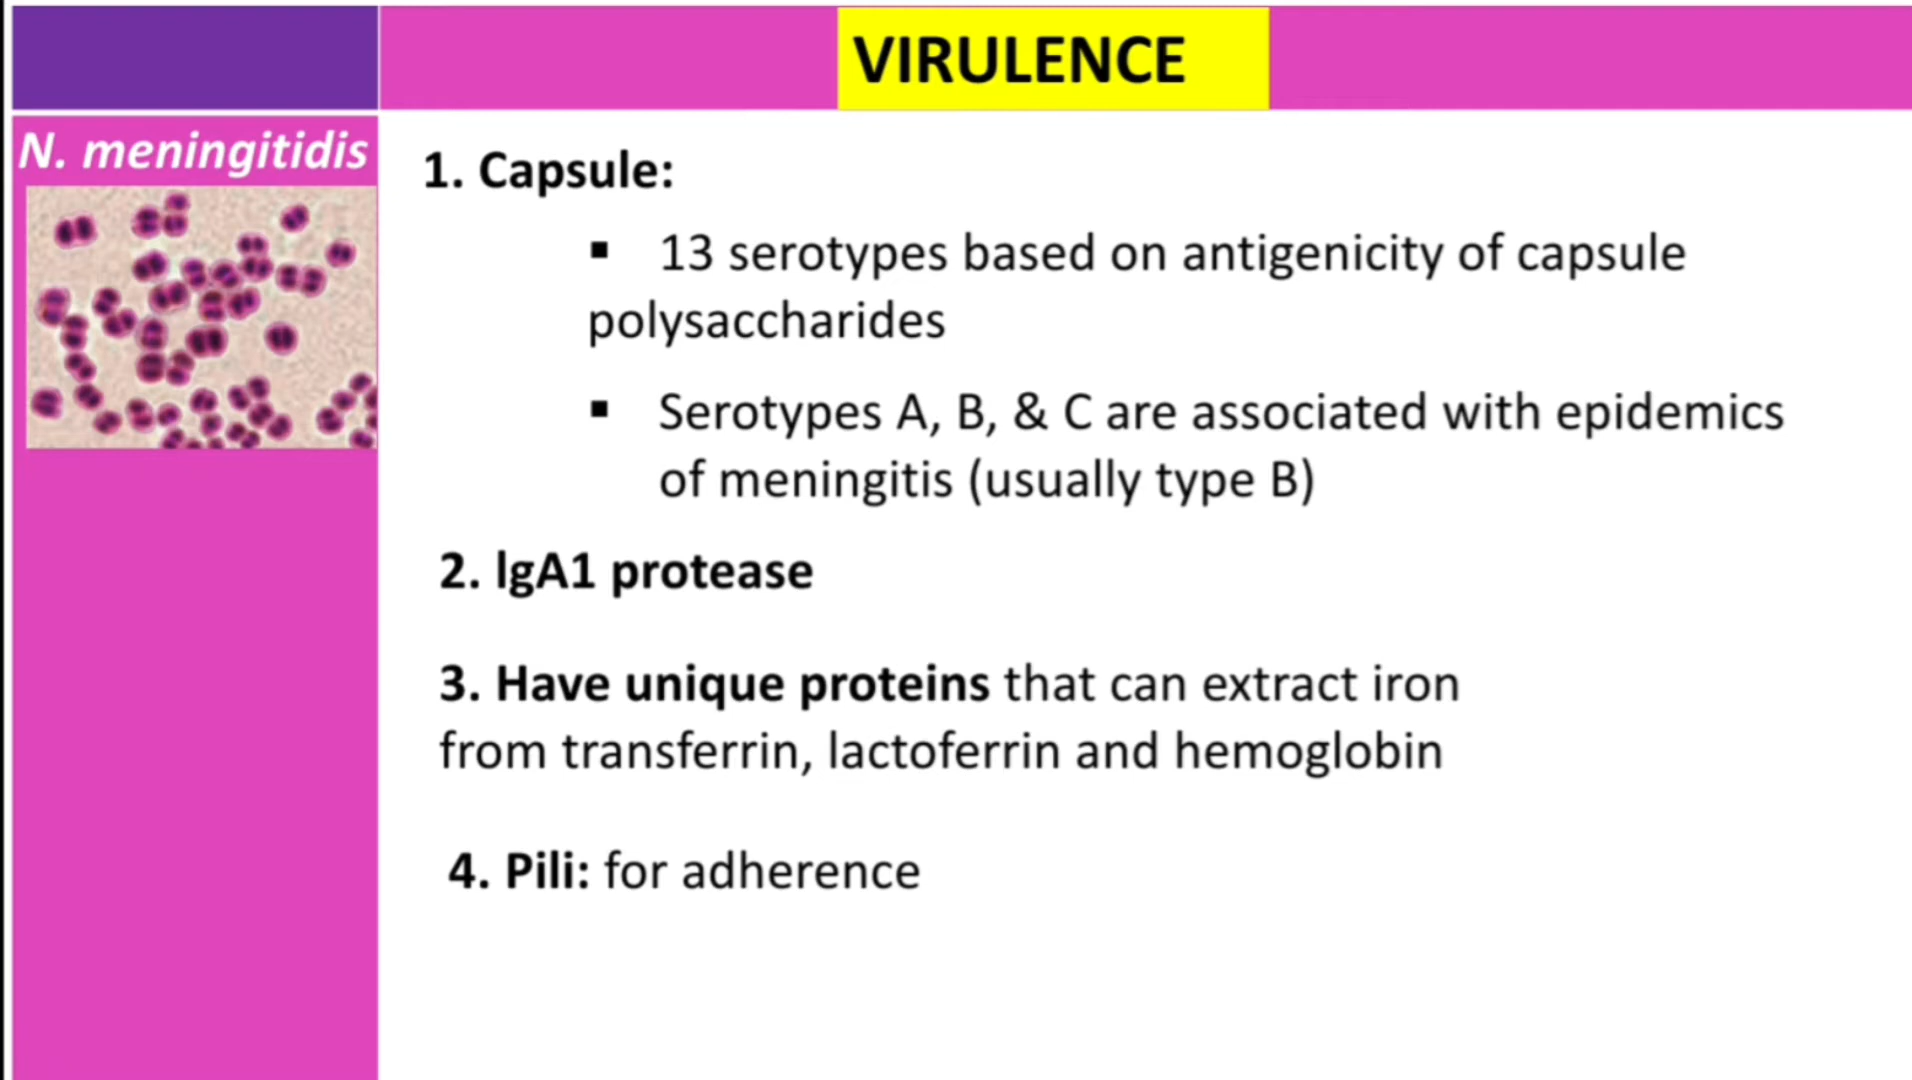 VIRULENCE
N. meningitidis
1. Capsule:
▪ 13 serotypes based on antigenicity of capsule
polysaccharides
▪ Serotypes A, B, & C are associated with epidemics
of meningitis (usually type B)
2. IgA1 protease
3. Have unique proteins that can extract iron
from transferrin, lactoferrin and hemoglobin
4. Pili: for adherence